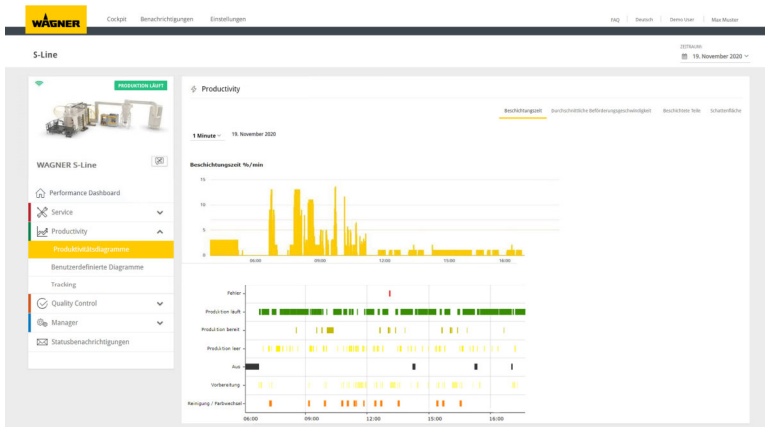 WAGNER
Cockpit Benachrichtigungen Einstellungen
FAQ Deutsch Demo User Max Muster
S-Line
ZEITRAUM
19. November 2020
PRODUKTION LÄUFT
WAGNER S-Line
Performance Dashboard
Service
Productivity
Produktivitätsdiagramme
Benutzerdefinierte Diagramme
Tracking
Quality Control
Manager
Statusbenachrichtigungen
Productivity
Beschichtungszeit Durchschnittliche Beförderungsgeschwindigkeit Beschichtete Teile Schattenfläche
1 Minute 19. November 2020
Beschichtungszeit %/min
15
10
5
0
06:00 09:00 12:00 15:00 18:00
Fehler
Produktion läuft
Produktion bereit
Produktion leer
Aus
Vorbereitung
Reinigung / Farbwechsel
06:00 09:00 12:00 15:00 18:00